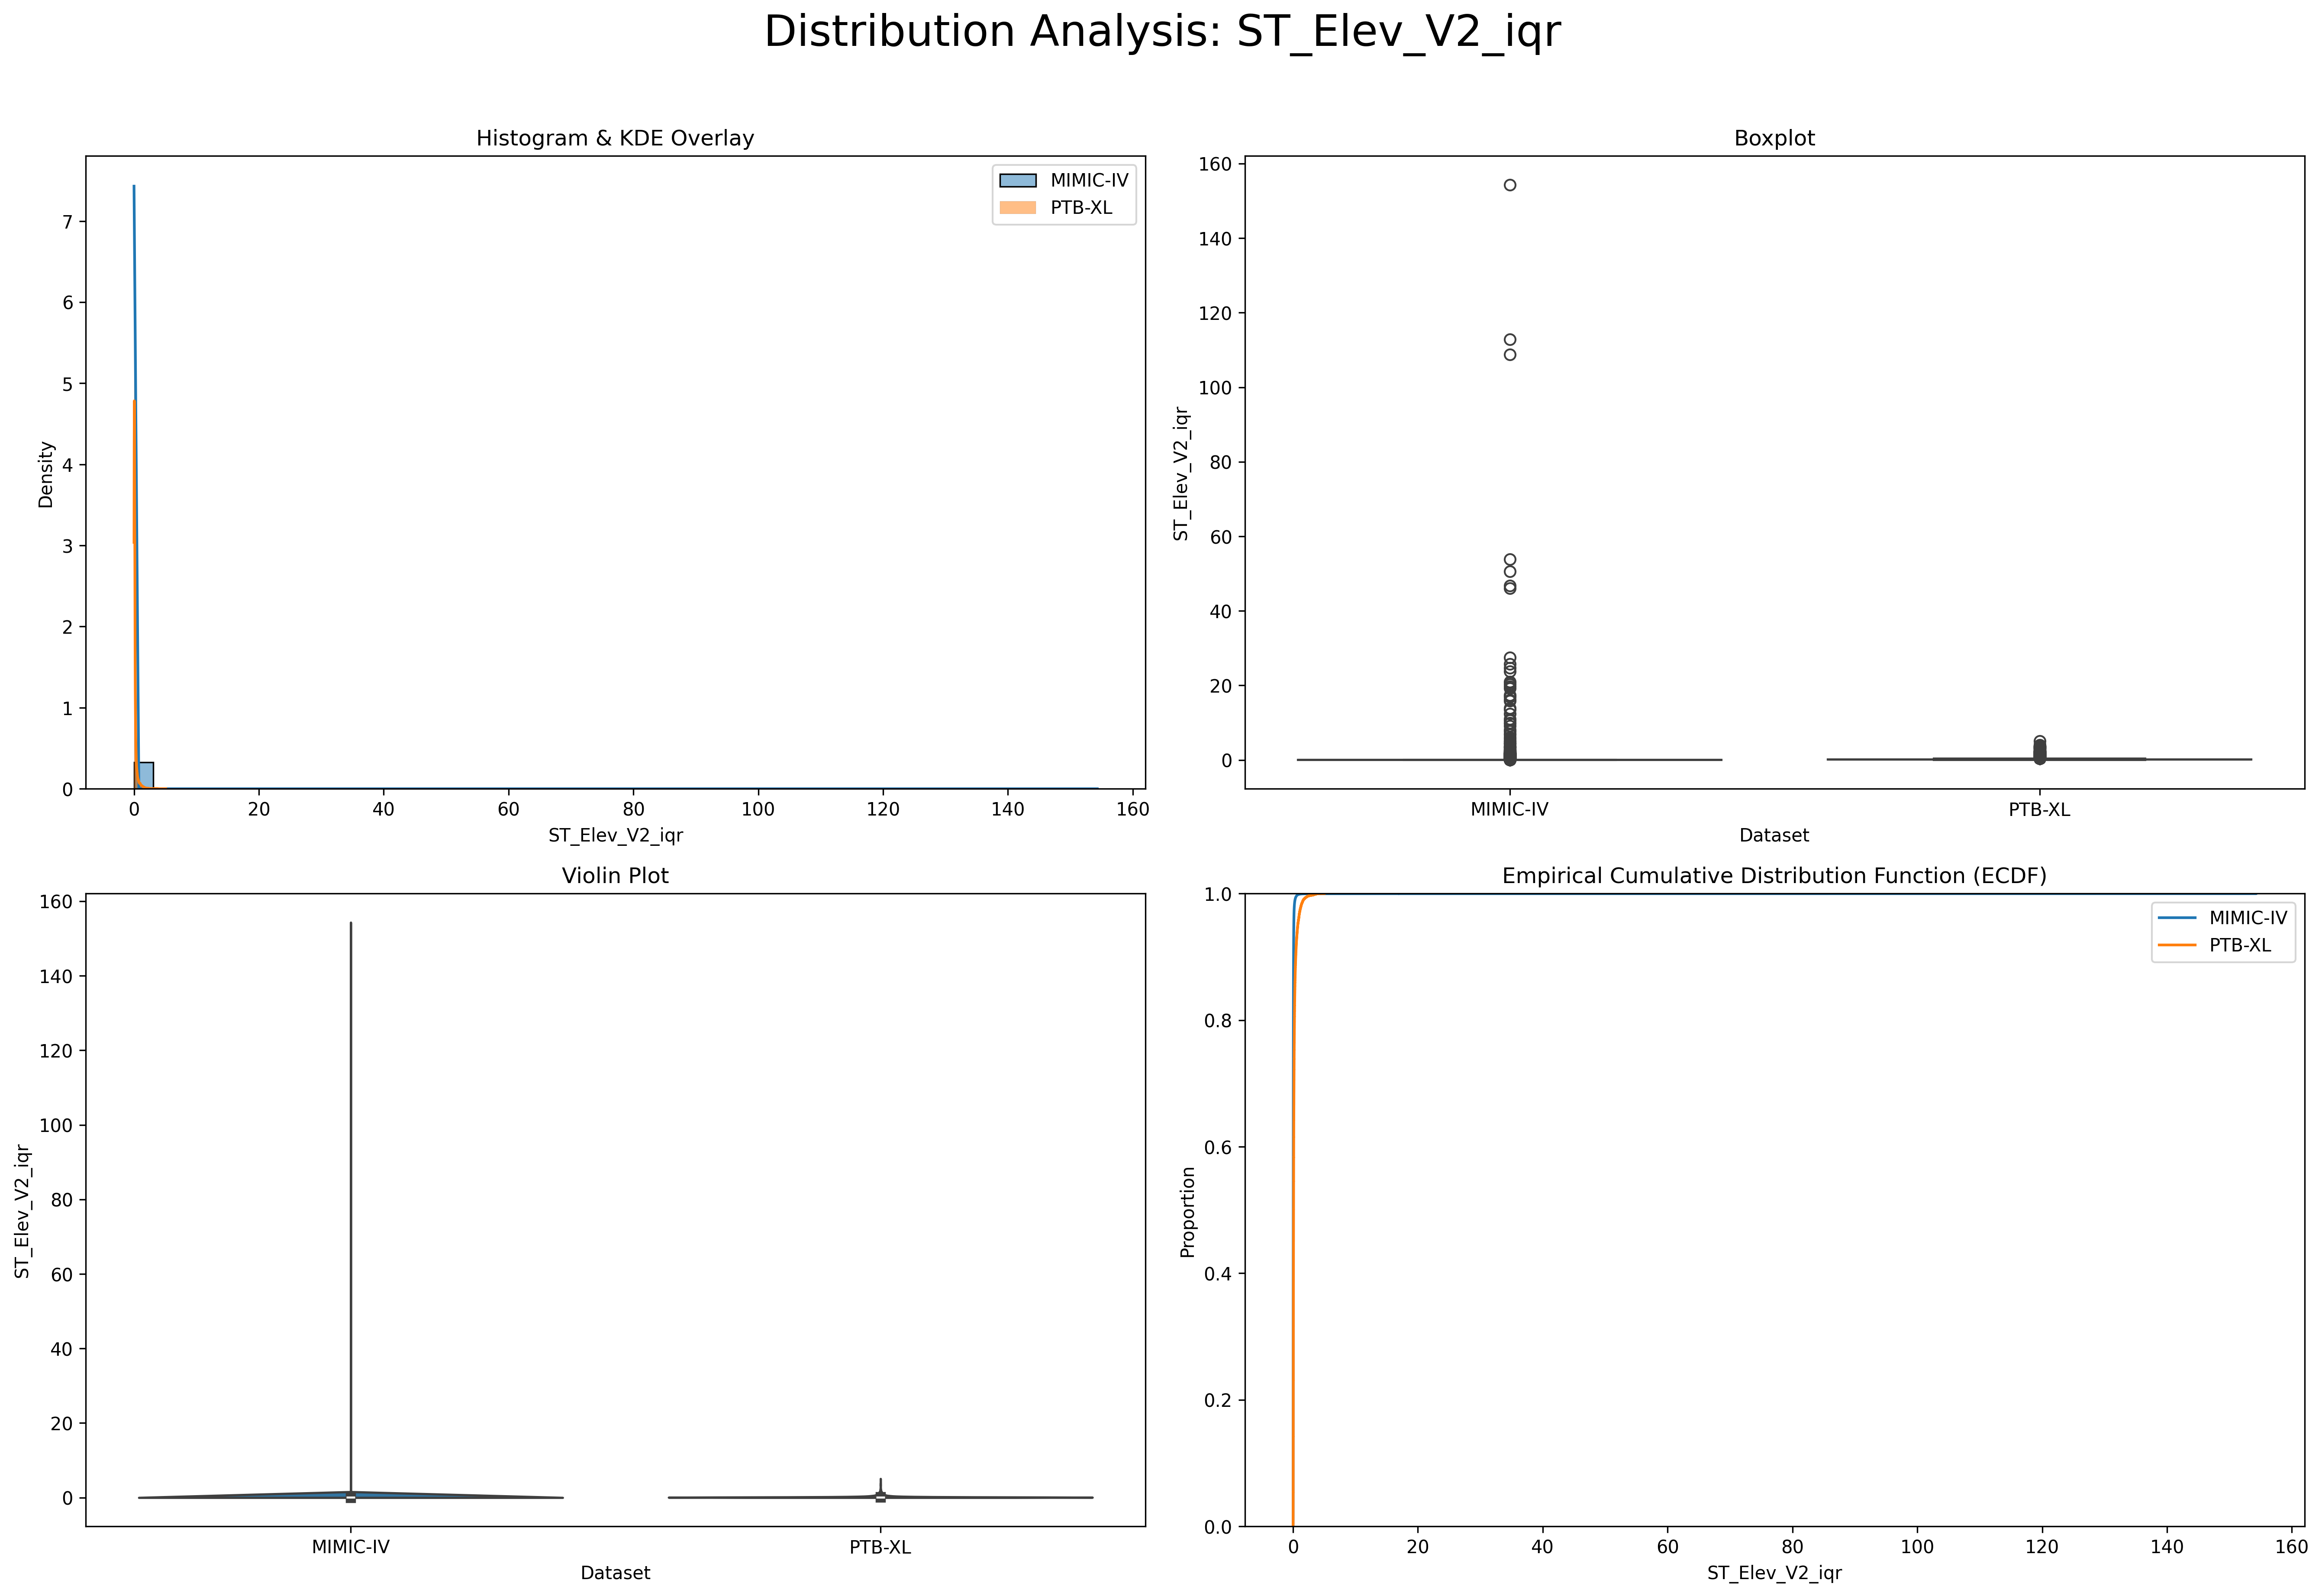 Distribution Analysis: ST_Elev_V2_iqr
Histogram & KDE Overlay
MIMIC-IV
PTB-XL
Density
7
6
5
4
3
2
1
0
0 20 40 60 80 100 120 140 160
ST_Elev_V2_iqr
Boxplot
ST_Elev_V2_iqr
160
140
120
100
80
60
40
20
0
MIMIC-IV PTB-XL
Dataset
Violin Plot
ST_Elev_V2_iqr
160
140
120
100
80
60
40
20
0
MIMIC-IV PTB-XL
Dataset
Empirical Cumulative Distribution Function (ECDF)
MIMIC-IV
PTB-XL
Proportion
1.0
0.8
0.6
0.4
0.2
0.0
0 20 40 60 80 100 120 140 160
ST_Elev_V2_iqr